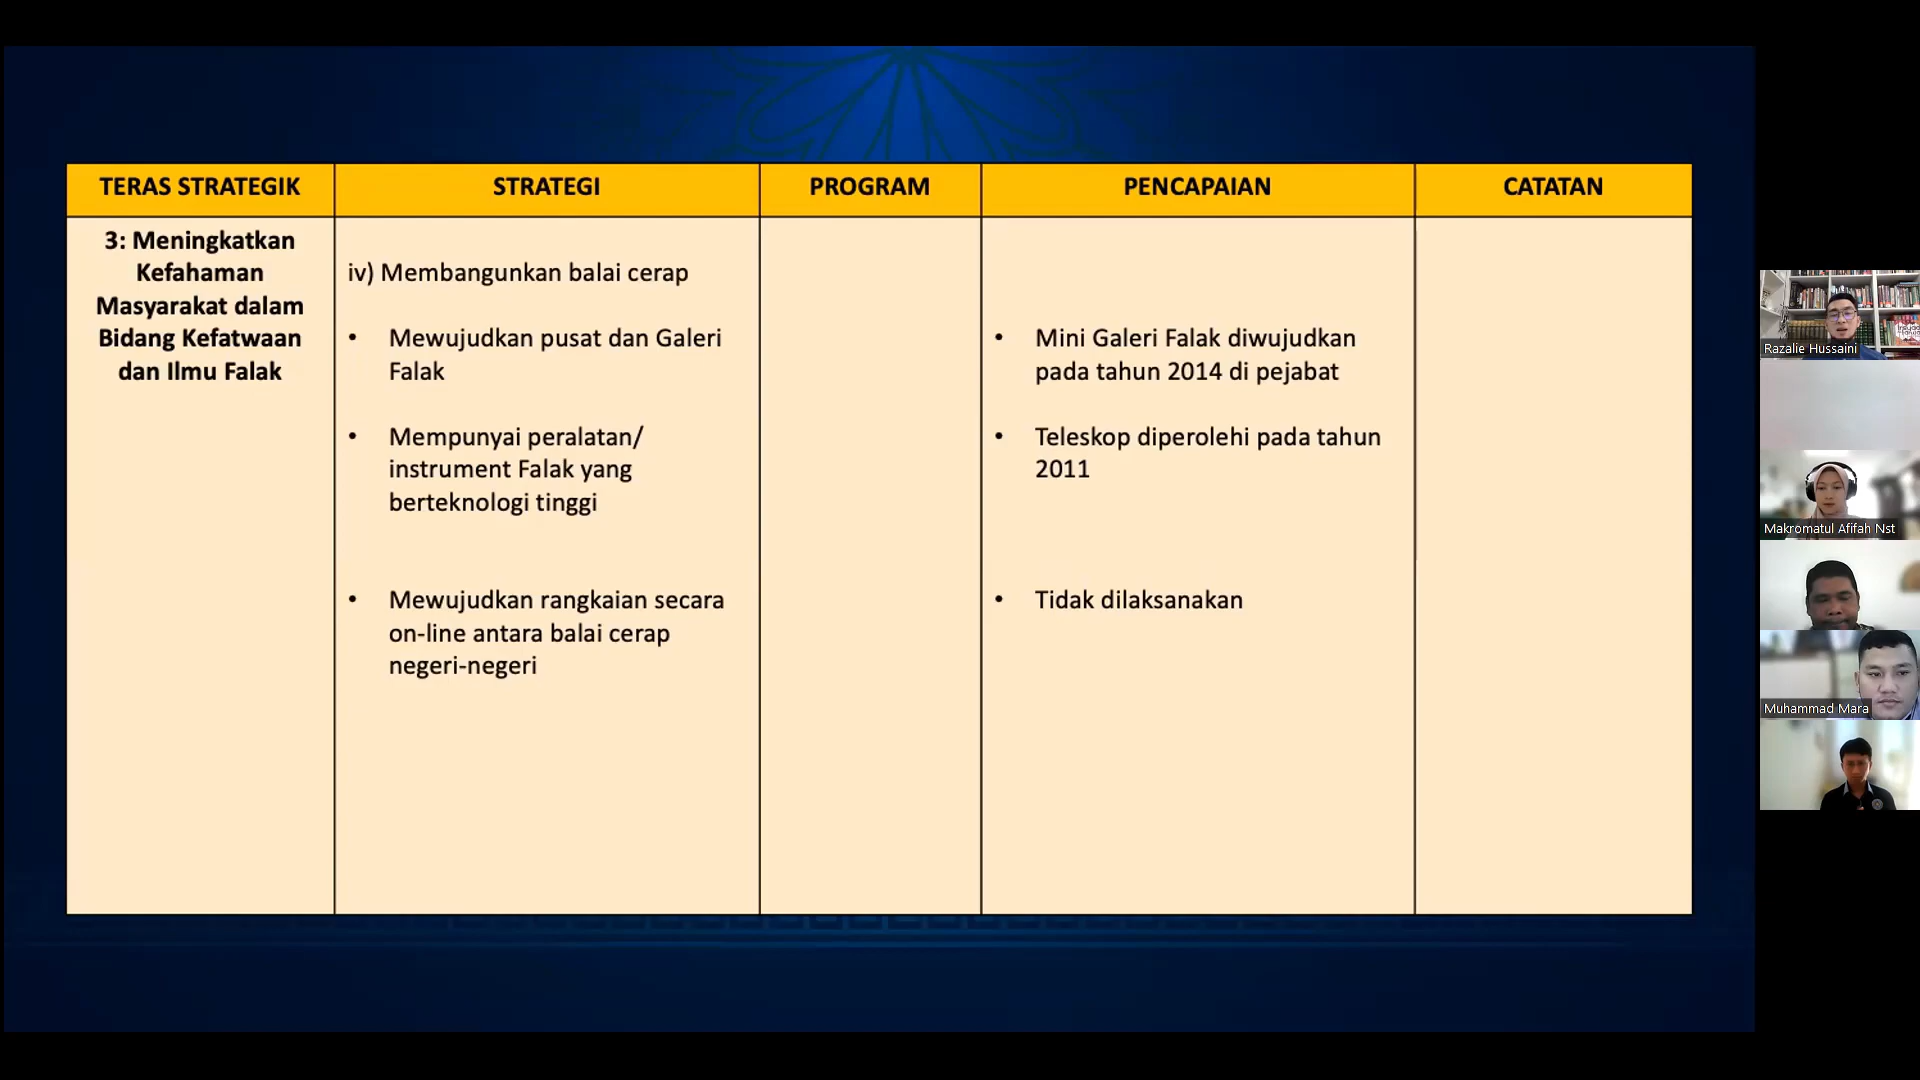 TERAS STRATEGIK
STRATEGI
PROGRAM
PENCAPAIAN
CATATAN
3: Meningkatkan
Kefahaman
Masyarakat dalam
Bidang Kefatwaan
dan Ilmu Falak
iv) Membangunkan balai cerap
• Mewujudkan pusat dan Galeri
Falak
• Mempunyai peralatan/
instrument Falak yang
berteknologi tinggi
• Mewujudkan rangkaian secara
on-line antara balai cerap
negeri-negeri
• Mini Galeri Falak diwujudkan
pada tahun 2014 di pejabat
• Teleskop diperolehi pada tahun
2011
• Tidak dilaksanakan
Razalie Hussaini
Makromatul Afifah Nst
Muhammad Mara